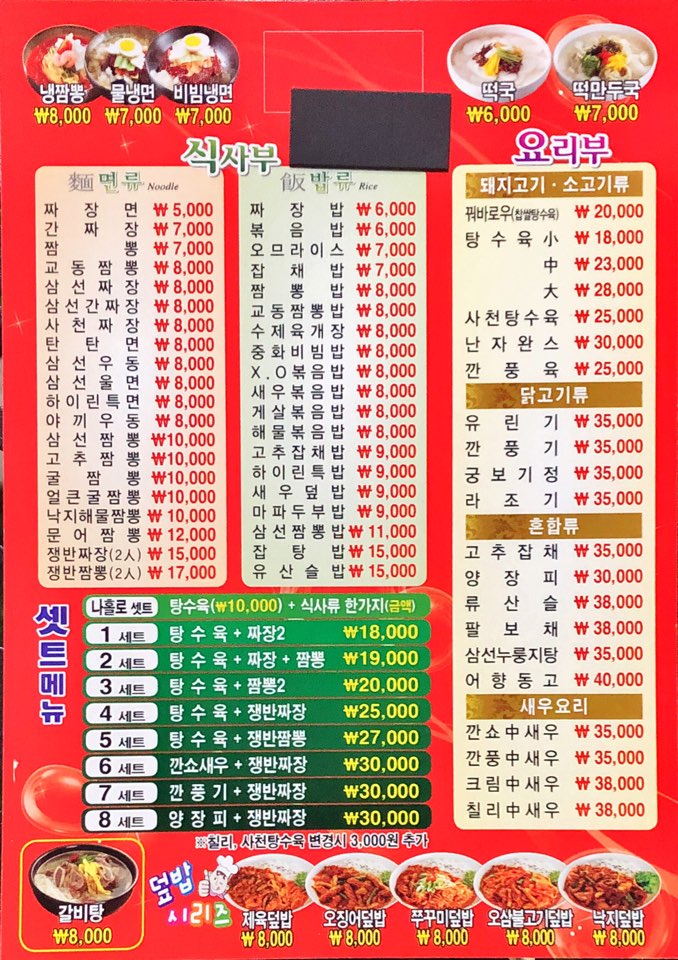 냉짬뽕 물냉면 비빔냉면
₩8,000 ₩7,000 ₩7,000
떡국 떡만두국
₩6,000 ₩7,000
식사부
麵 면류 Noodle
짜장면 ₩5,000
간짜장 ₩7,000
짬뽕 ₩7,000
교동짬뽕 ₩8,000
삼선짜장 ₩8,000
삼선간짜장 ₩8,000
사천짜장 ₩8,000
탄탄면 ₩8,000
삼선우동 ₩8,000
삼선울면 ₩8,000
하이린특면 ₩8,000
야끼우동 ₩8,000
삼선짬뽕 ₩10,000
고추짬뽕 ₩10,000
굴짬뽕 ₩10,000
얼큰굴짬뽕 ₩10,000
낙지해물짬뽕 ₩10,000
문어짬뽕 ₩12,000
쟁반짜장(2人) ₩15,000
쟁반짬뽕(2人) ₩17,000
飯 밥류 Rice
짜장밥 ₩6,000
볶음밥 ₩6,000
오므라이스 ₩7,000
잡채밥 ₩7,000
짬뽕밥 ₩8,000
교동짬뽕밥 ₩8,000
수제육개장 ₩8,000
중화비빔밥 ₩8,000
X.O볶음밥 ₩8,000
새우볶음밥 ₩8,000
게살볶음밥 ₩8,000
해물볶음밥 ₩8,000
고추잡채밥 ₩9,000
하이린특밥 ₩9,000
새우덮밥 ₩9,000
마파두부밥 ₩9,000
삼선짬뽕밥 ₩11,000
잡탕밥 ₩15,000
유산슬밥 ₩15,000
요리부
돼지고기·소고기류
꿔바로우(찹쌀탕수육) ₩20,000
탕수육 小 ₩18,000
中 ₩23,000
大 ₩28,000
사천탕수육 ₩25,000
난자완스 ₩30,000
깐풍육 ₩25,000
닭고기류
유린기 ₩35,000
깐풍기 ₩35,000
궁보기정 ₩35,000
라조기 ₩35,000
혼합류
고추잡채 ₩35,000
양장피 ₩30,000
류산슬 ₩38,000
팔보채 ₩38,000
삼선누룽지탕 ₩35,000
어향동고 ₩40,000
새우요리
깐쇼中새우 ₩35,000
깐풍中새우 ₩35,000
크림中새우 ₩38,000
칠리中새우 ₩38,000
셋트메뉴
나홀로 셋트 탕수육(₩10,000) + 식사류 한가지(금액)
1 세트 탕수육 + 짜장2 ₩18,000
2 세트 탕수육 + 짜장 + 짬뽕 ₩19,000
3 세트 탕수육 + 짬뽕2 ₩20,000
4 세트 탕수육 + 쟁반짜장 ₩25,000
5 세트 탕수육 + 쟁반짬뽕 ₩27,000
6 세트 깐쇼새우 + 쟁반짜장 ₩30,000
7 세트 깐풍기 + 쟁반짜장 ₩30,000
8 세트 양장피 + 쟁반짜장 ₩30,000
※칠리, 사천탕수육 변경시 3,000원 추가
갈비탕
₩8,000
덮밥
시리즈
제육덮밥 오징어덮밥 쭈꾸미덮밥 오삼불고기덮밥 낙지덮밥
₩8,000 ₩8,000 ₩8,000 ₩8,000 ₩8,000